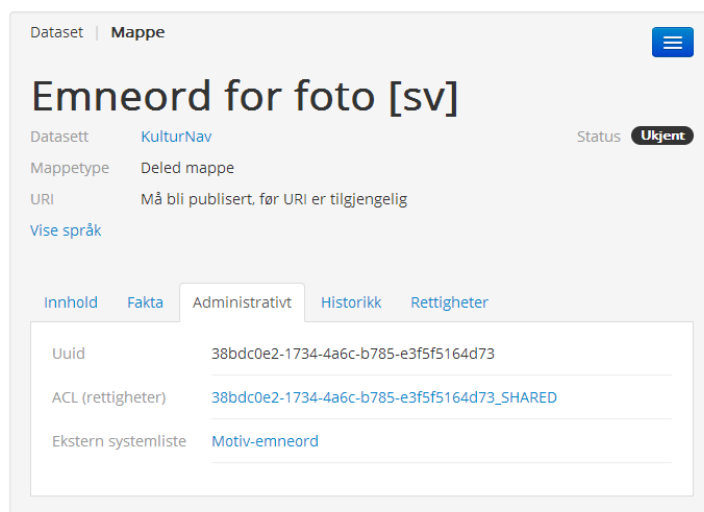 Dataset | Mappe
Emneord for foto [sv]
Datasett KulturNav Status Ukjent
Mappetype Deled mappe
URI Må bli publisert, før URI er tilgjengelig
Vise språk
Innhold Fakta Administrativt Historikk Rettigheter
Uuid 38bdc0e2-1734-4a6c-b785-e3f5f5164d73
ACL (rettigheter) 38bdc0e2-1734-4a6c-b785-e3f5f5164d73_SHARED
Ekstern systemliste Motiv-emneord